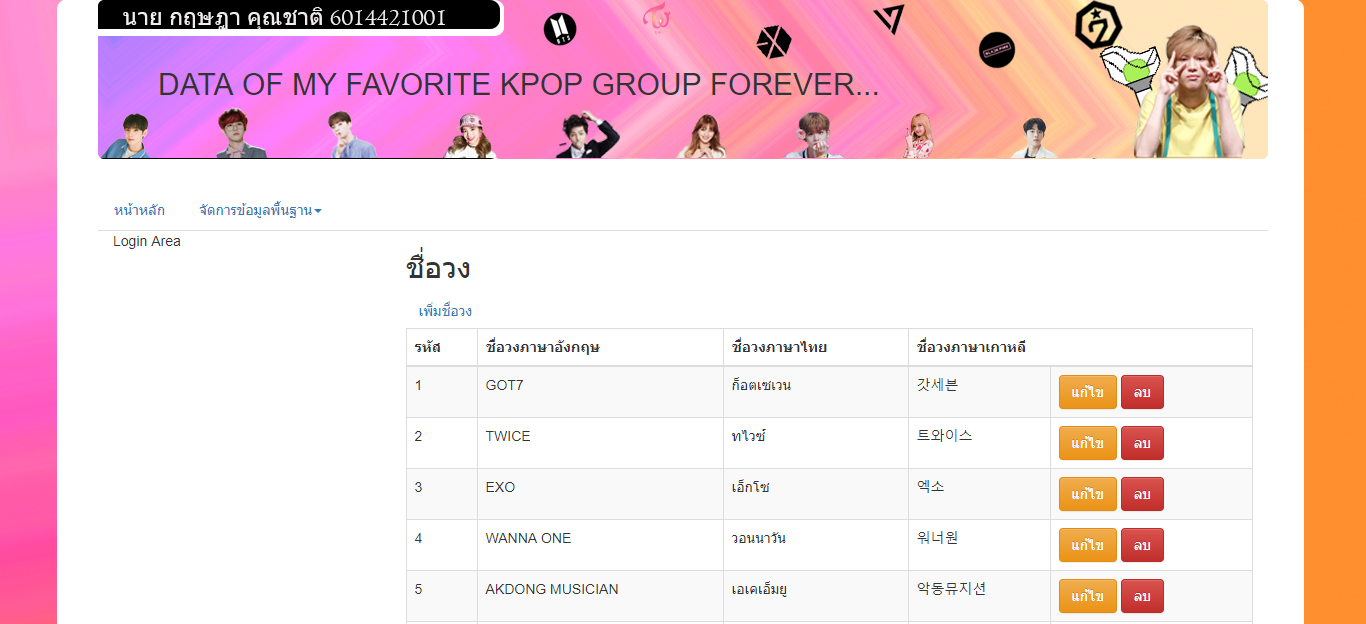 นาย กฤษฎา คุณชาติ 6014421001
BTS
BLACKPINK
DATA OF MY FAVORITE KPOP GROUP FOREVER...
หน้าหลัก จัดการข้อมูลพื้นฐาน
Login Area
ชื่อวง
เพิ่มชื่อวง
รหัส ชื่อวงภาษาอังกฤษ ชื่อวงภาษาไทย ชื่อวงภาษาเกาหลี
1 GOT7 ก็อตเซเวน 갓세븐 แก้ไข ลบ
2 TWICE ทไวซ์ 트와이스 แก้ไข ลบ
3 EXO เอ็กโซ 엑소 แก้ไข ลบ
4 WANNA ONE วอนนาวัน 워너원 แก้ไข ลบ
5 AKDONG MUSICIAN เอเคเอ็มยู 악동뮤지션 แก้ไข ลบ